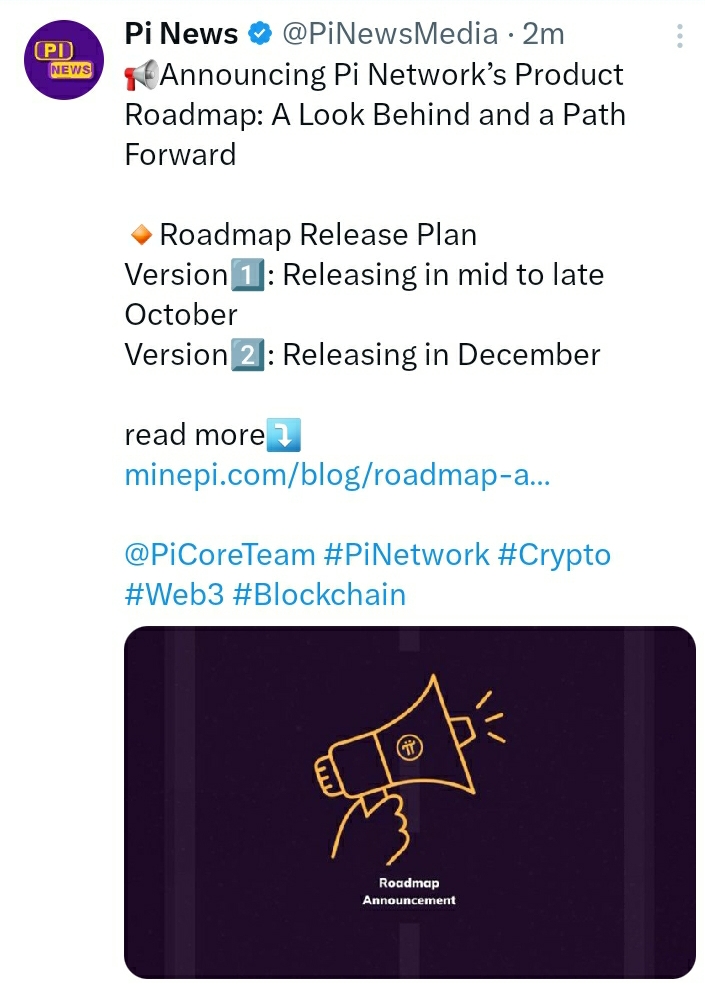 PI
NEWS
Pi News @PiNewsMedia · 2m
📢Announcing Pi Network’s Product
Roadmap: A Look Behind and a Path
Forward
🔸Roadmap Release Plan
Version1️⃣: Releasing in mid to late
October
Version2️⃣: Releasing in December
read more⤵️
minepi.com/blog/roadmap-a...
@PiCoreTeam #PiNetwork #Crypto
#Web3 #Blockchain
π
Roadmap
Announcement